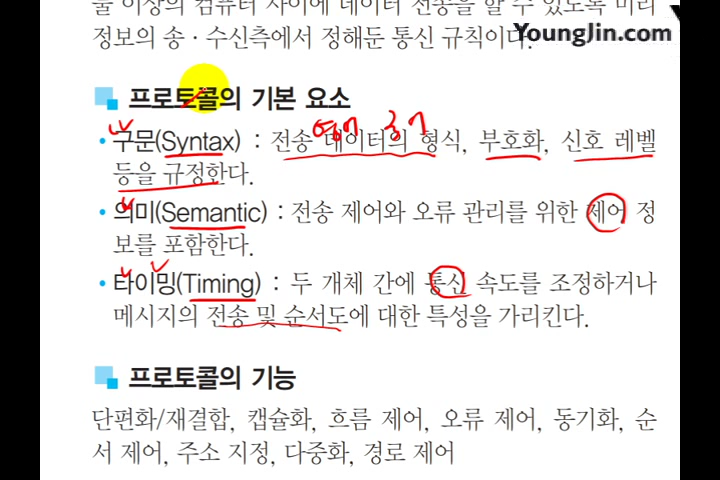 둘 이상의 컴퓨터 사이에 데이터 전송을 할 수 있도록 미리
정보의 송·수신측에서 정해둔 통신 규칙이다.
YoungJin.com
프로토콜의 기본 요소
• 구문(Syntax) : 전송 데이터의 형식, 부호화, 신호 레벨
등을 규정한다.
• 의미(Semantic) : 전송 제어와 오류 관리를 위한 제어 정
보를 포함한다.
• 타이밍(Timing) : 두 개체 간에 통신 속도를 조정하거나
메시지의 전송 및 순서도에 대한 특성을 가리킨다.
프로토콜의 기능
단편화/재결합, 캡슐화, 흐름 제어, 오류 제어, 동기화, 순
서 제어, 주소 지정, 다중화, 경로 제어